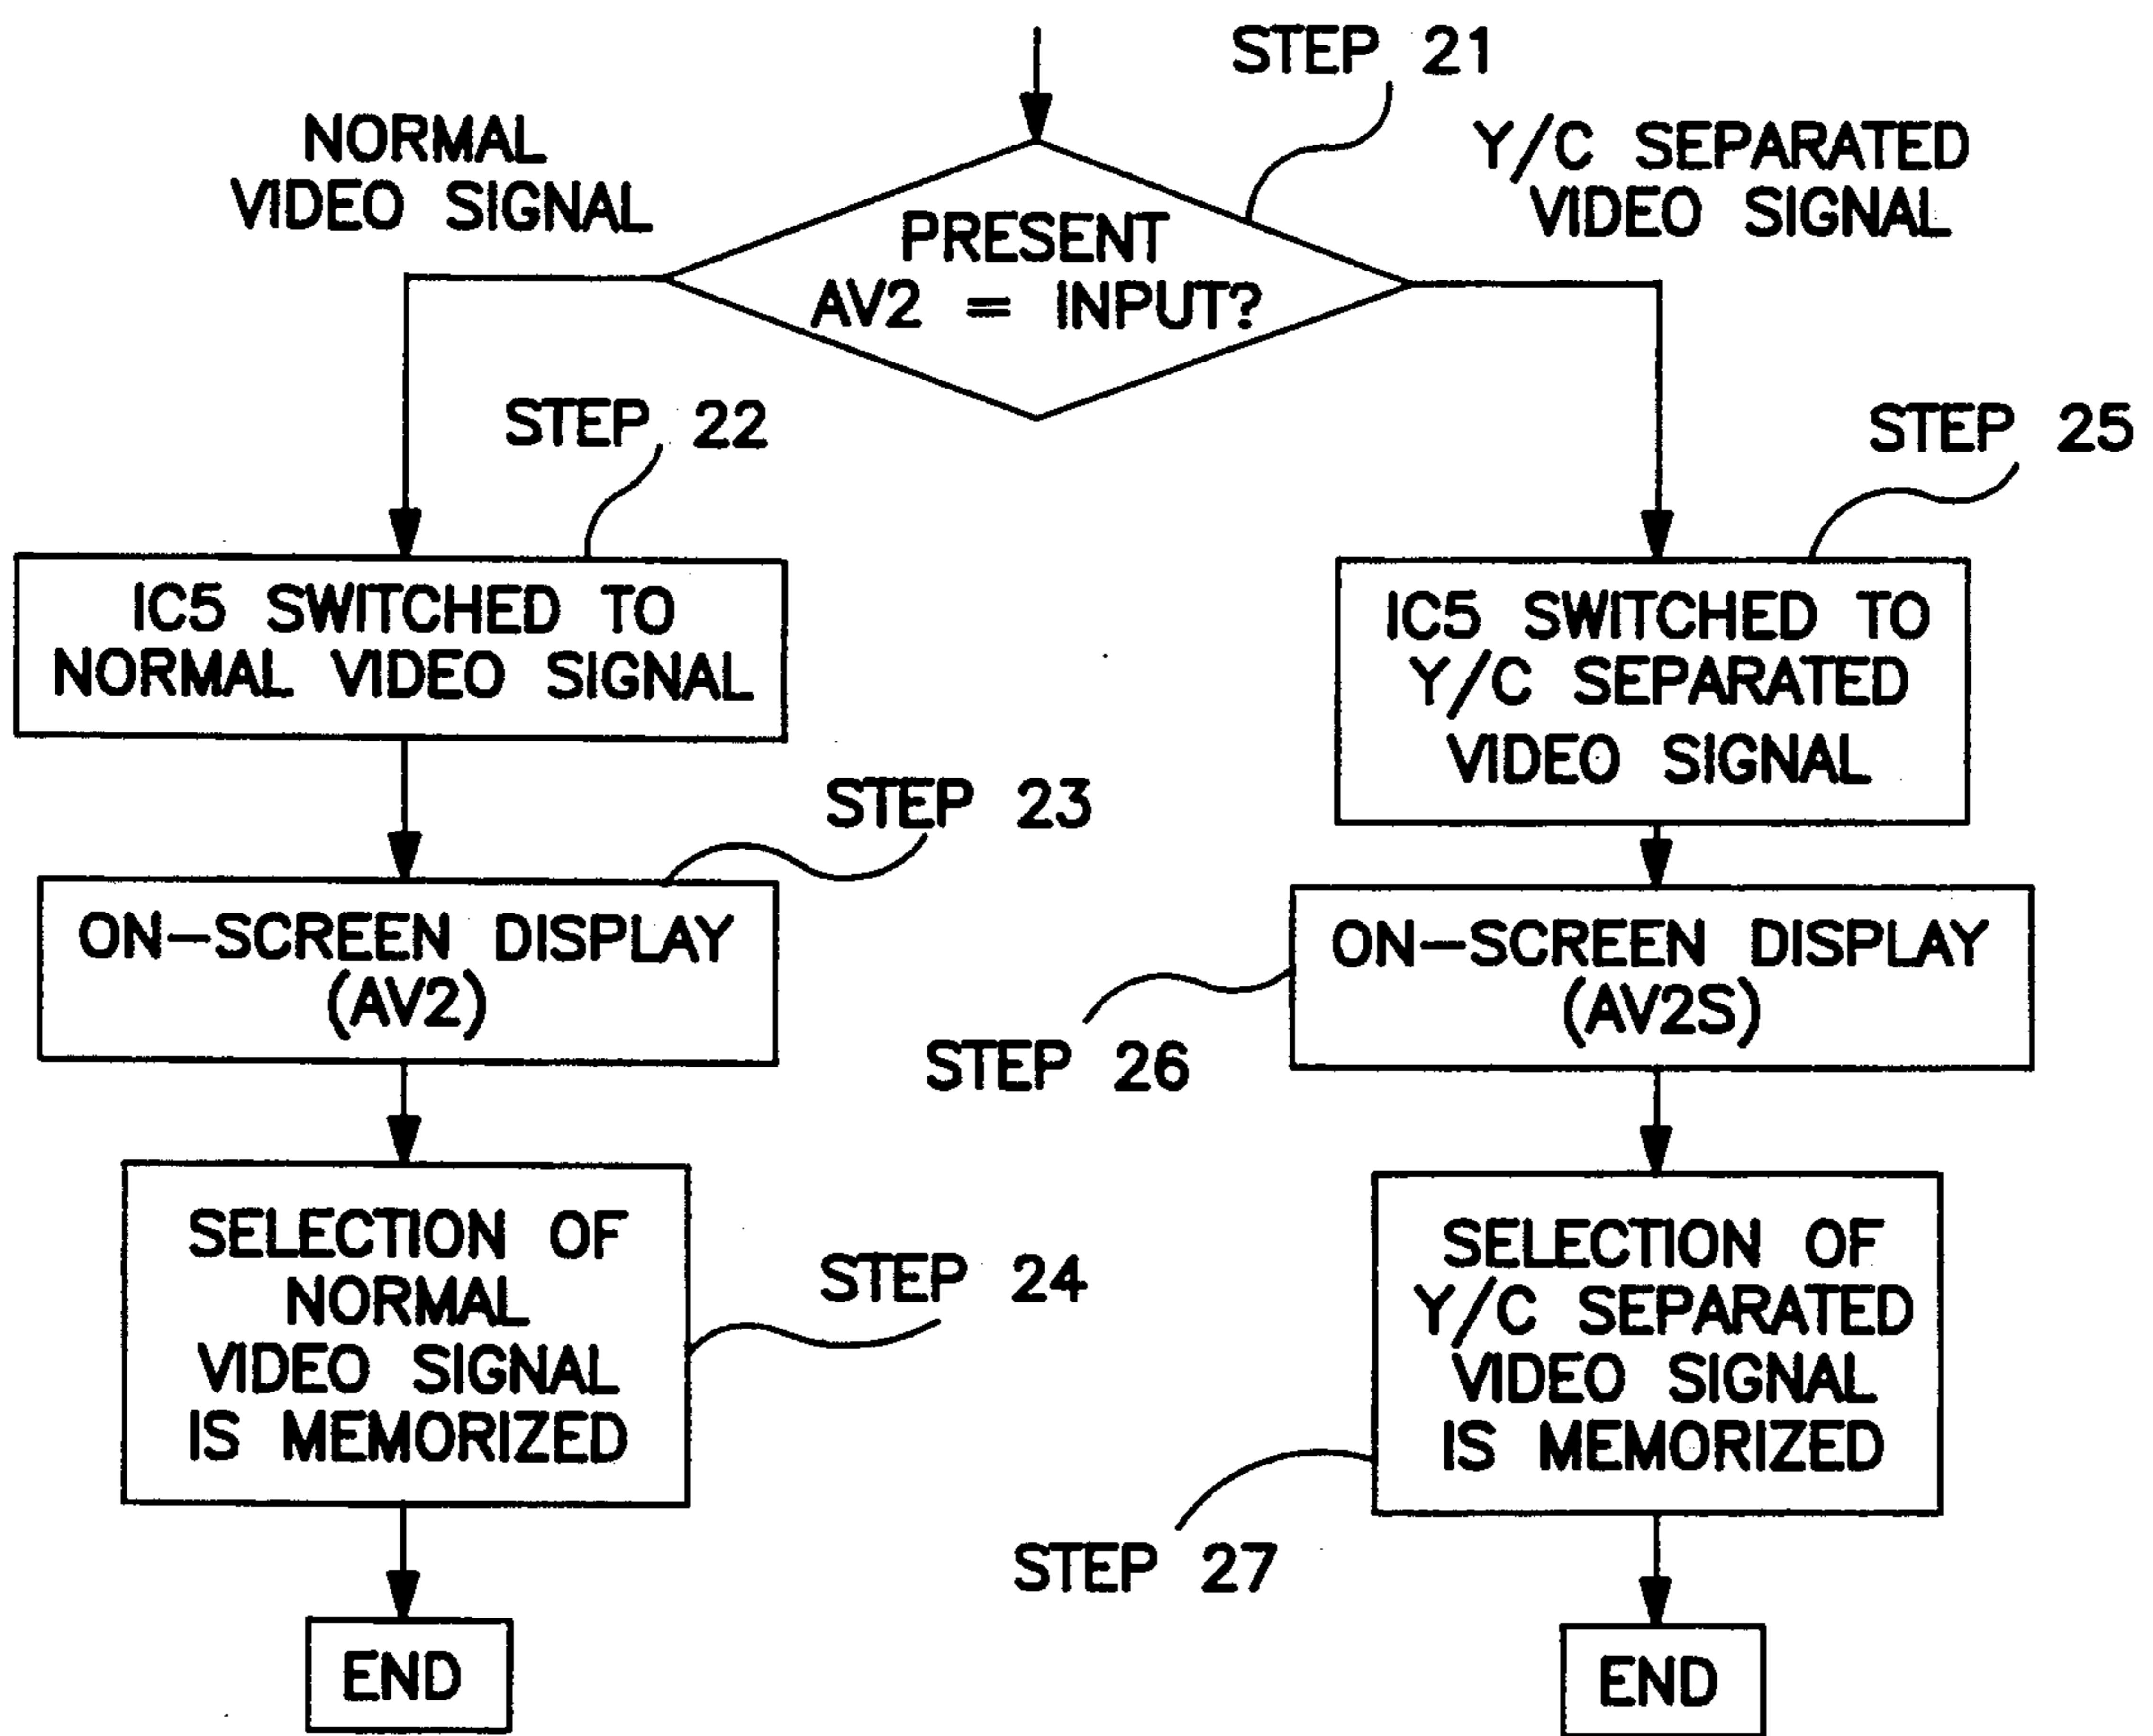 STEP 21
NORMAL
VIDEO SIGNAL
Y/C SEPARATED
VIDEO SIGNAL
PRESENT
AV2 = INPUT?
STEP 22
IC5 SWITCHED TO
NORMAL VIDEO SIGNAL
STEP 23
ON-SCREEN DISPLAY
(AV2)
STEP 24
SELECTION OF
NORMAL
VIDEO SIGNAL
IS MEMORIZED
END
STEP 25
IC5 SWITCHED TO
Y/C SEPARATED
VIDEO SIGNAL
ON-SCREEN DISPLAY
(AV2S)
STEP 26
SELECTION OF
Y/C SEPARATED
VIDEO SIGNAL
IS MEMORIZED
STEP 27
END